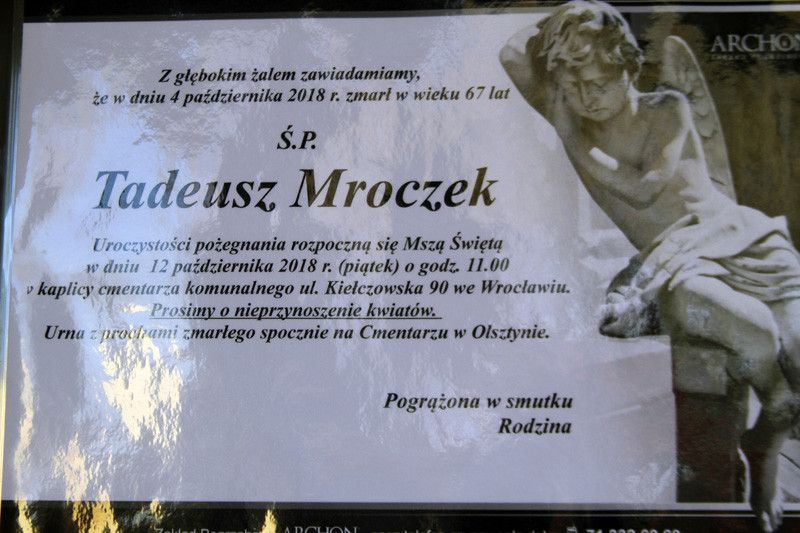 ARCHON
Z głębokim żalem zawiadamiamy,
że w dniu 4 października 2018 r. zmarł w wieku 67 lat
Ś.P.
Tadeusz Mroczek
Uroczystości pożegnania rozpoczną się Mszą Świętą
w dniu 12 października 2018 r. (piątek) o godz. 11.00
w kaplicy cmentarza komunalnego ul. Kiełczowska 90 we Wrocławiu.
Prosimy o nieprzynoszenie kwiatów.
Urna z prochami zmarłego spocznie na Cmentarzu w Olsztynie.
Pogrążona w smutku
Rodzina
ARCHON